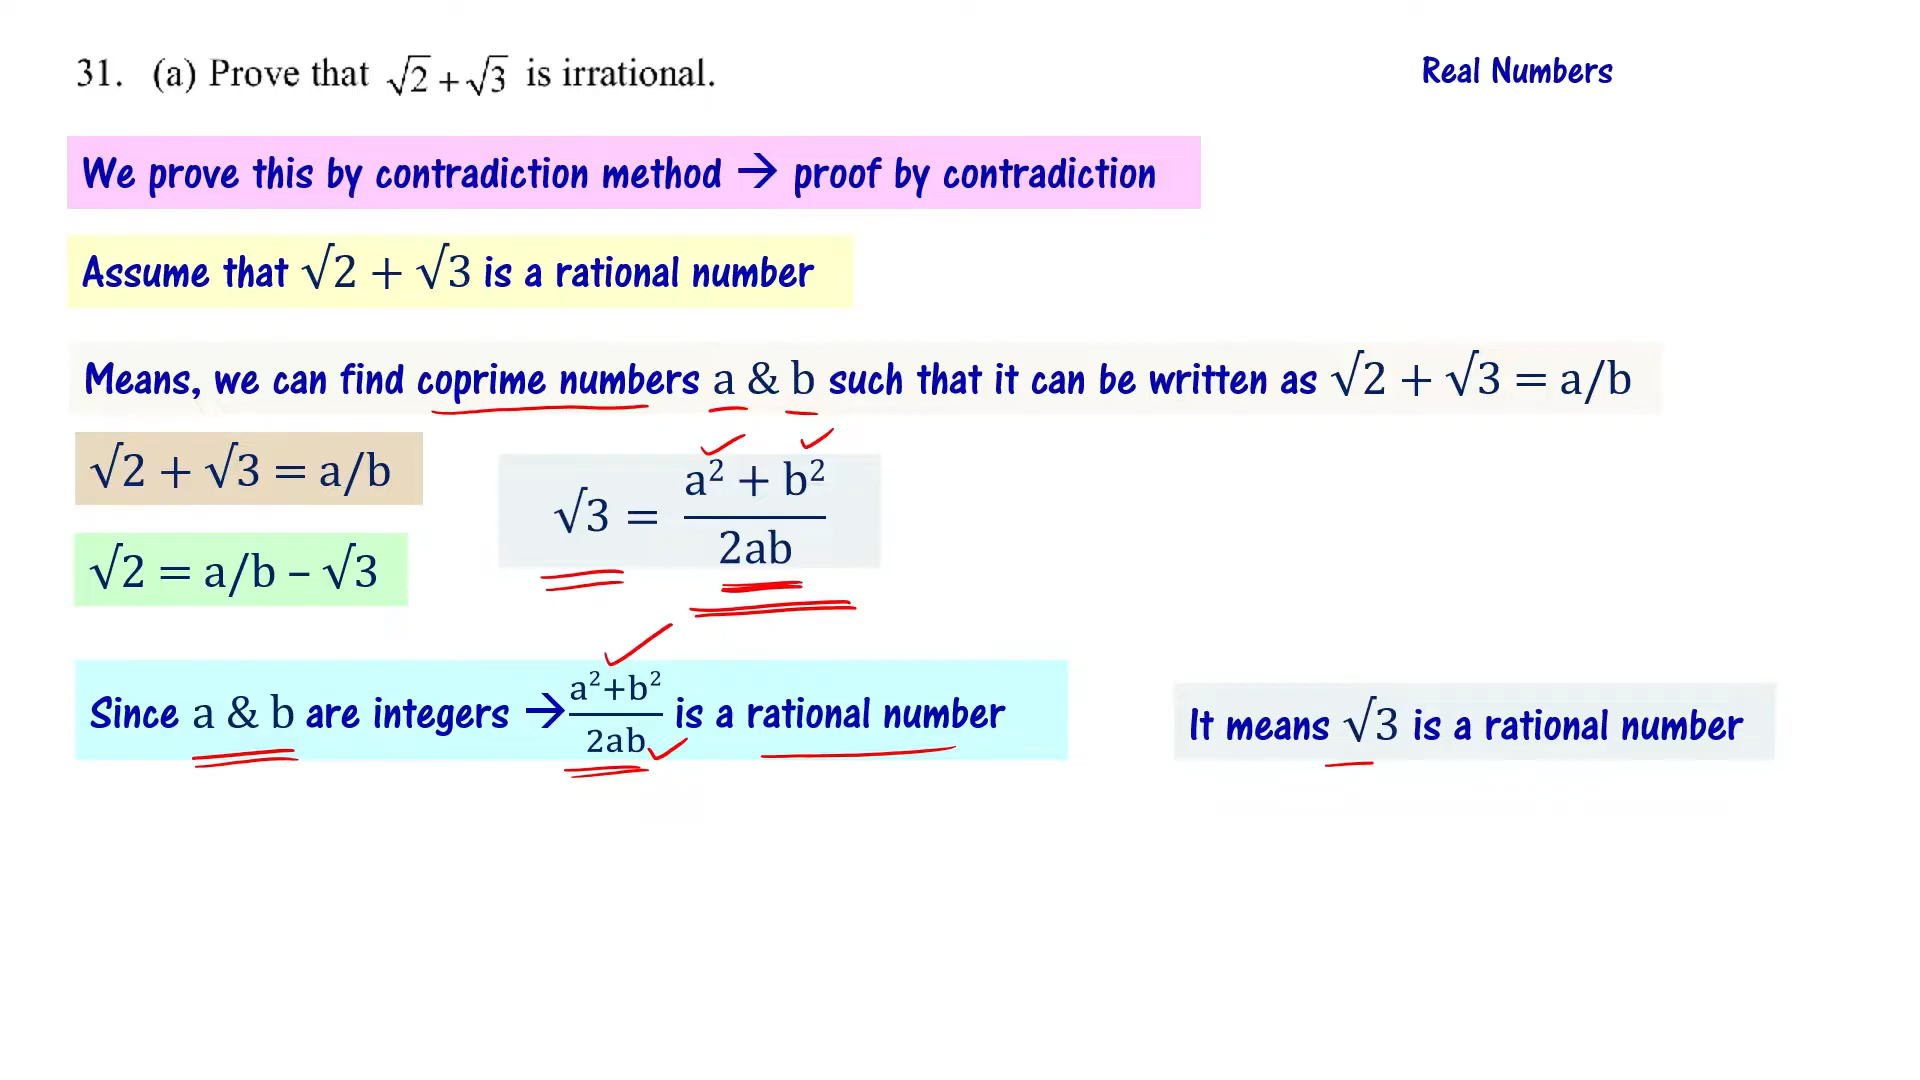 31. (a) Prove that √2 + √3 is irrational.
Real Numbers
We prove this by contradiction method → proof by contradiction
Assume that √2 + √3 is a rational number
Means, we can find coprime numbers a & b such that it can be written as √2 + √3 = a/b
√2 + √3 = a/b
√2 = a/b – √3
√3 = (a² + b²)/2ab
Since a & b are integers → (a²+b²)/2ab is a rational number
It means √3 is a rational number